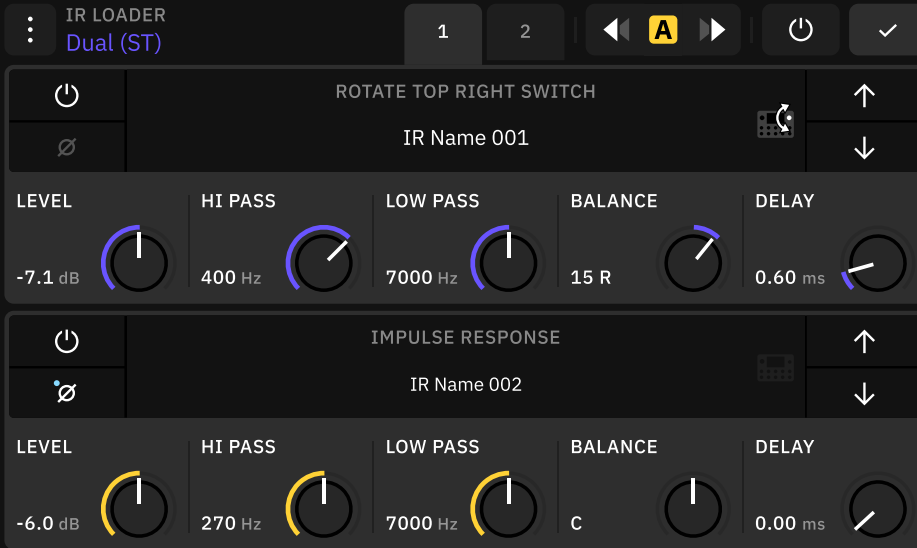 IR LOADER
Dual (ST)
1
2
A
ROTATE TOP RIGHT SWITCH
IR Name 001
LEVEL
HI PASS
LOW PASS
BALANCE
DELAY
-7.1 dB
400 Hz
7000 Hz
15 R
0.60 ms
IMPULSE RESPONSE
IR Name 002
LEVEL
HI PASS
LOW PASS
BALANCE
DELAY
-6.0 dB
270 Hz
7000 Hz
C
0.00 ms